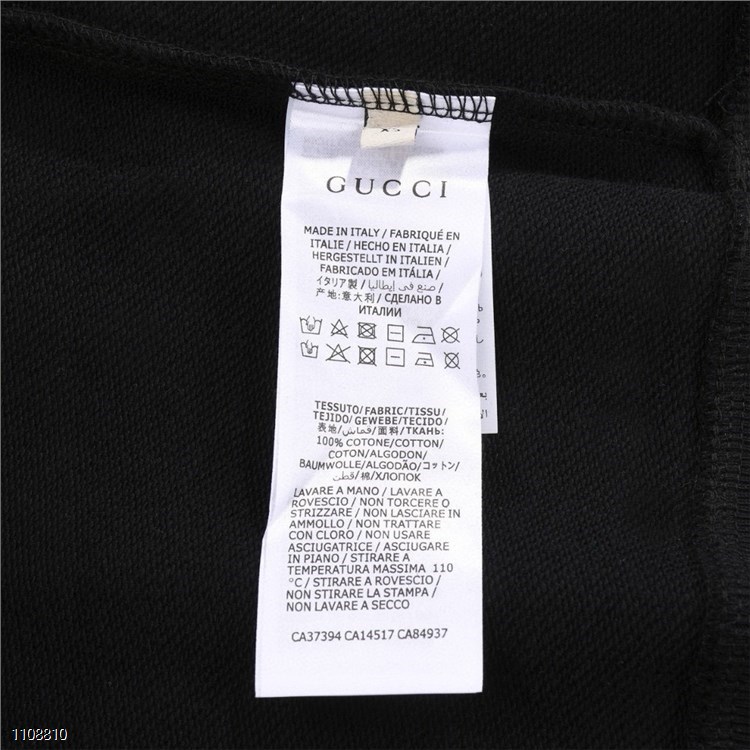 GUCCI
MADE IN ITALY / FABRIQUÉ EN
ITALIE / HECHO EN ITALIA /
HERGESTELLT IN ITALIEN /
FABRICADO EM ITÁLIA /
イタリア製 / صنع في إيطاليا /
产地:意大利 / СДЕЛАНО В
ИТАЛИИ
TESSUTO/FABRIC/TISSU/
TEJIDO/GEWEBE/TECIDO/
表地/قماش/面料/ТКАНЬ:
100% COTONE/COTTON/
COTON/ALGODON/
BAUMWOLLE/ALGODÃO/コットン/
قطن/棉/ХЛОПОК
LAVARE A MANO / LAVARE A
ROVESCIO / NON TORCERE O
STRIZZARE / NON LASCIARE IN
AMMOLLO / NON TRATTARE
CON CLORO / NON USARE
ASCIUGATRICE / ASCIUGARE
IN PIANO / STIRARE A
TEMPERATURA MASSIMA 110
°C / STIRARE A ROVESCIO /
NON STIRARE LA STAMPA /
NON LAVARE A SECCO
CA37394 CA14517 CA84937
1108810